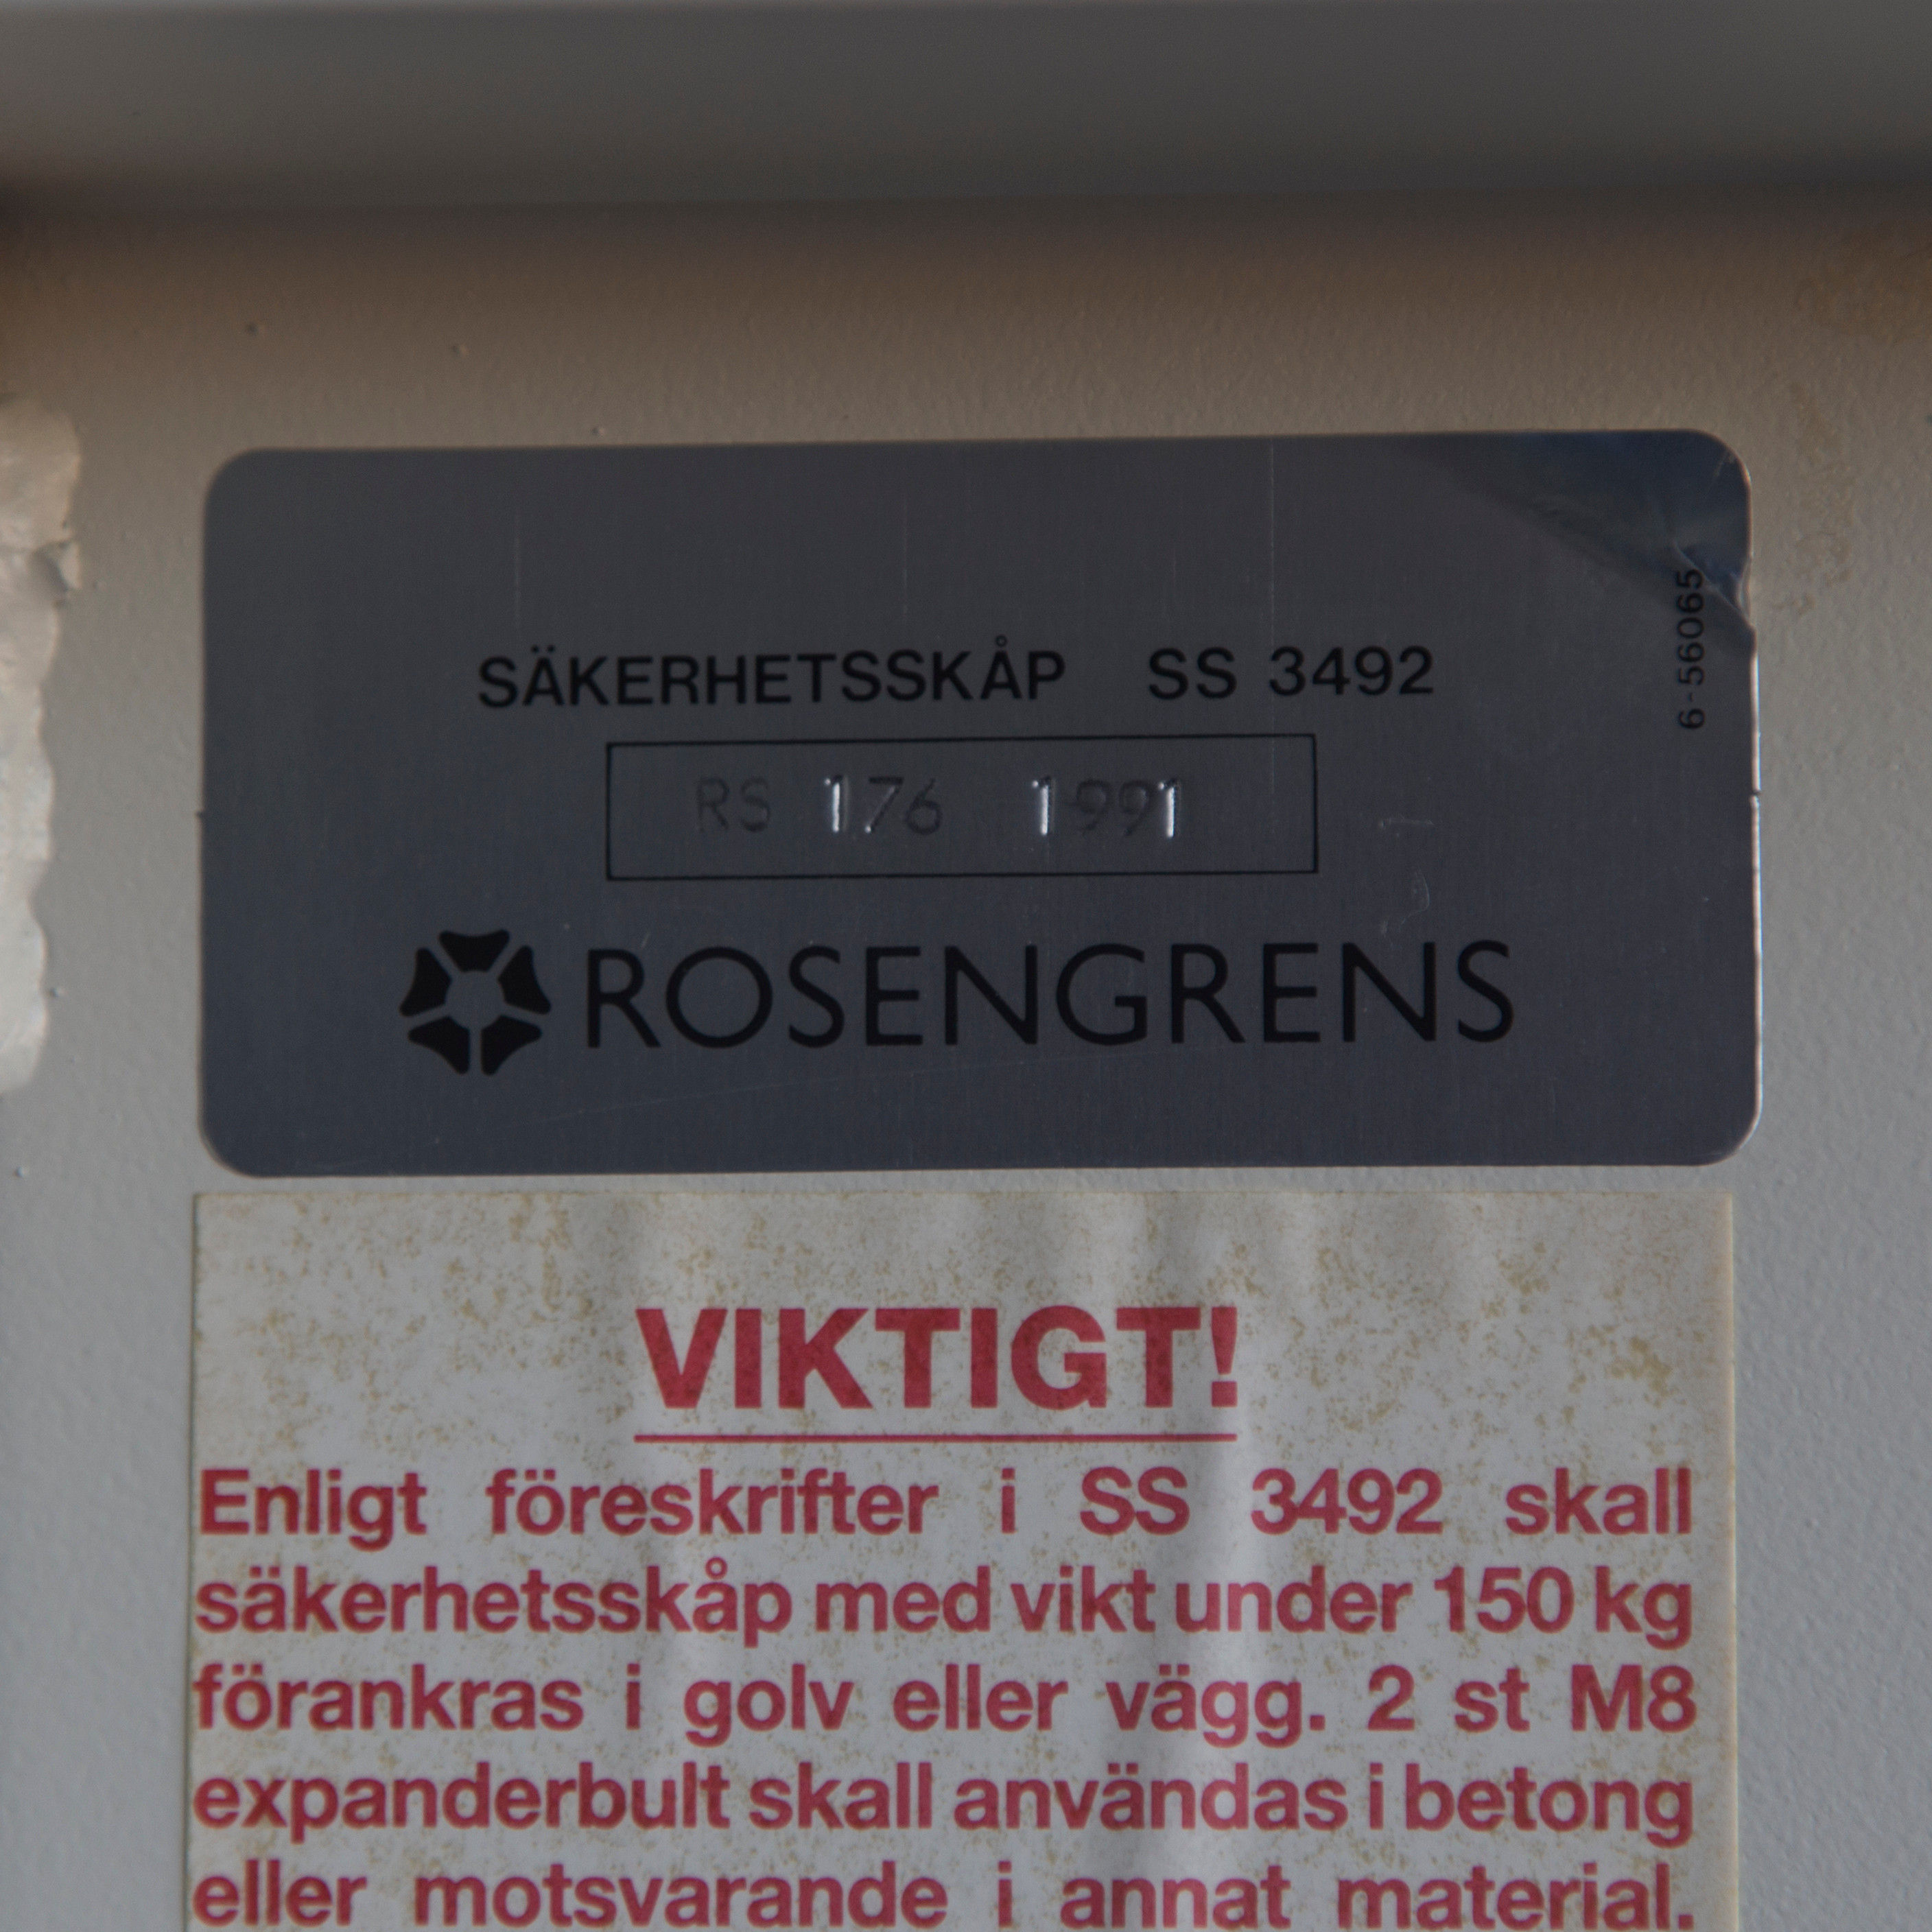 SÄKERHETSSKÅP SS 3492
6-56065
RS 176 1991
ROSENGRENS
VIKTIGT!
Enligt föreskrifter i SS 3492 skall
säkerhetsskåp med vikt under 150 kg
förankras i golv eller vägg. 2 st M8
expanderbult skall användas i betong
eller motsvarande i annat material.